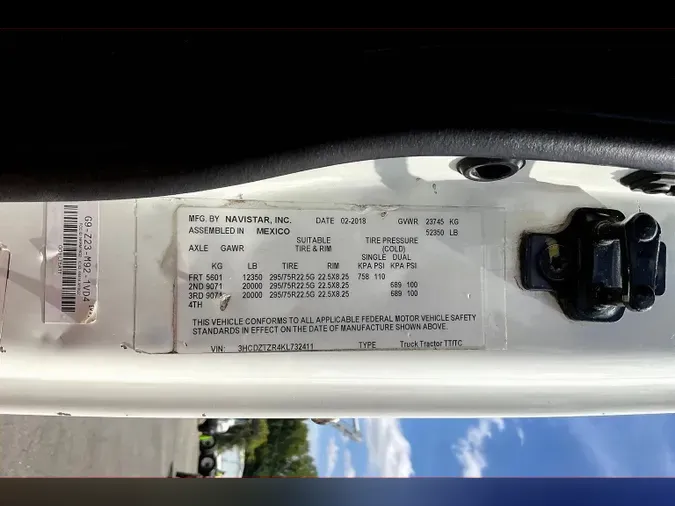 MFG. BY NAVISTAR, INC. DATE 02-2018 GVWR 23745 KG
ASSEMBLED IN MEXICO 52350 LB
AXLE GAWR SUITABLE TIRE & RIM TIRE PRESSURE (COLD)
SINGLE DUAL
KG LB TIRE RIM KPA PSI KPA PSI
FRT 5601 12350 295/75R22.5G 22.5X8.25 758 110
2ND 9071 20000 295/75R22.5G 22.5X8.25 689 100
3RD 9071 20000 295/75R22.5G 22.5X8.25 689 100
4TH
THIS VEHICLE CONFORMS TO ALL APPLICABLE FEDERAL MOTOR VEHICLE SAFETY
STANDARDS IN EFFECT ON THE DATE OF MANUFACTURE SHOWN ABOVE.
VIN: 3HCDZTZR4KL732411 TYPE Truck Tractor TT/TC
G9-Z23-M92-1VD4